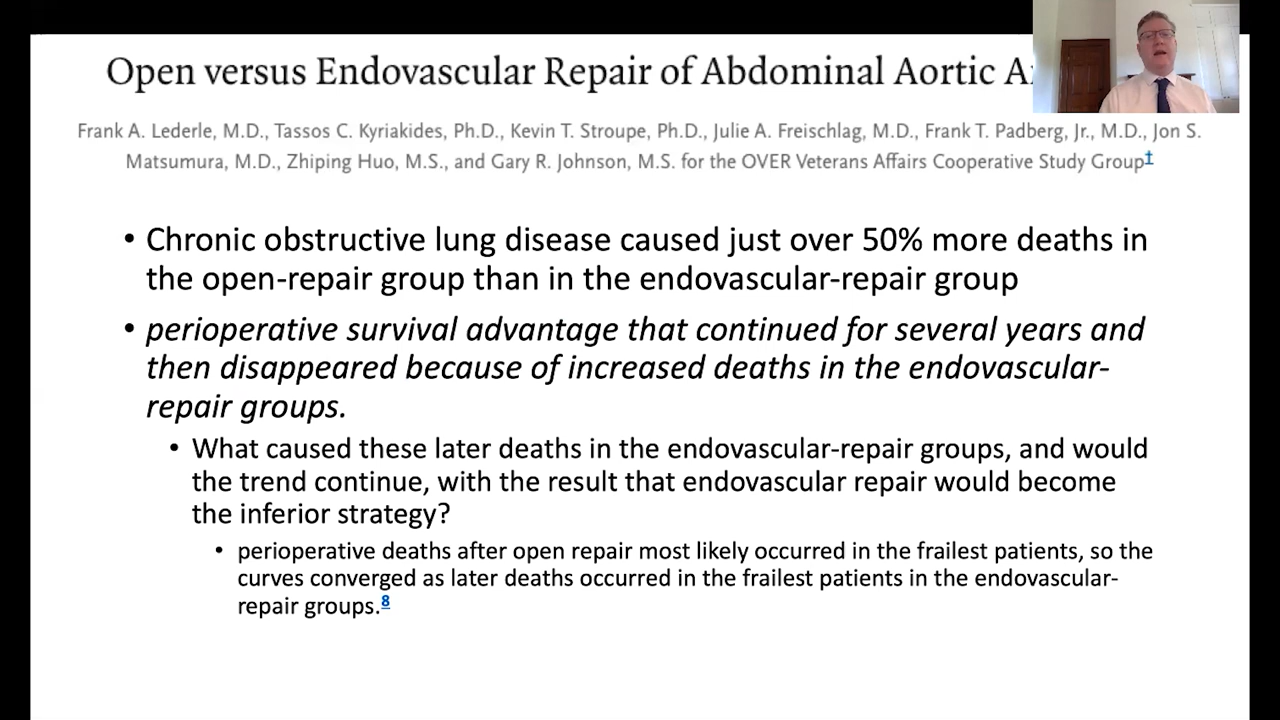 Open versus Endovascular Repair of Abdominal Aortic
Frank A. Lederle, M.D., Tassos C. Kyriakides, Ph.D., Kevin T. Stroupe, Ph.D., Julie A. Freischlag, M.D., Frank T. Padberg, Jr., M.D., Jon S.
Matsumura, M.D., Zhiping Huo, M.S., and Gary R. Johnson, M.S. for the OVER Veterans Affairs Cooperative Study Group†
• Chronic obstructive lung disease caused just over 50% more deaths in
the open-repair group than in the endovascular-repair group
• perioperative survival advantage that continued for several years and
then disappeared because of increased deaths in the endovascular-
repair groups.
• What caused these later deaths in the endovascular-repair groups, and would
the trend continue, with the result that endovascular repair would become
the inferior strategy?
• perioperative deaths after open repair most likely occurred in the frailest patients, so the
curves converged as later deaths occurred in the frailest patients in the endovascular-
repair groups.8